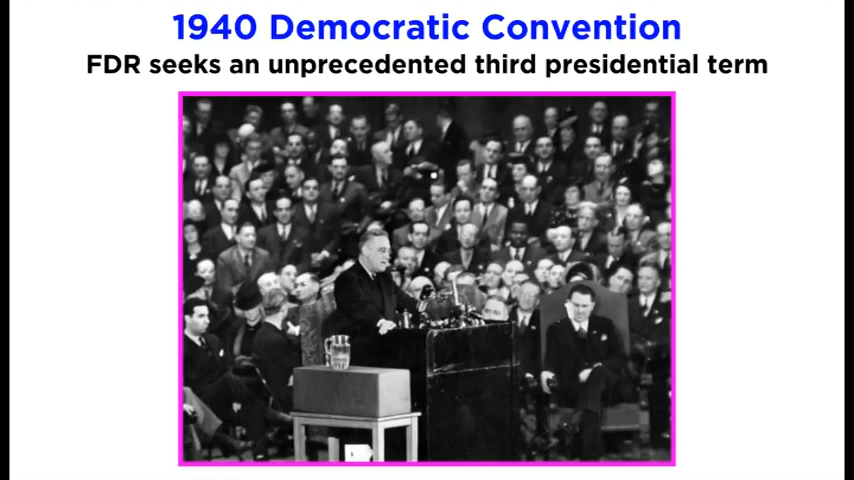 1940 Democratic Convention
FDR seeks an unprecedented third presidential term